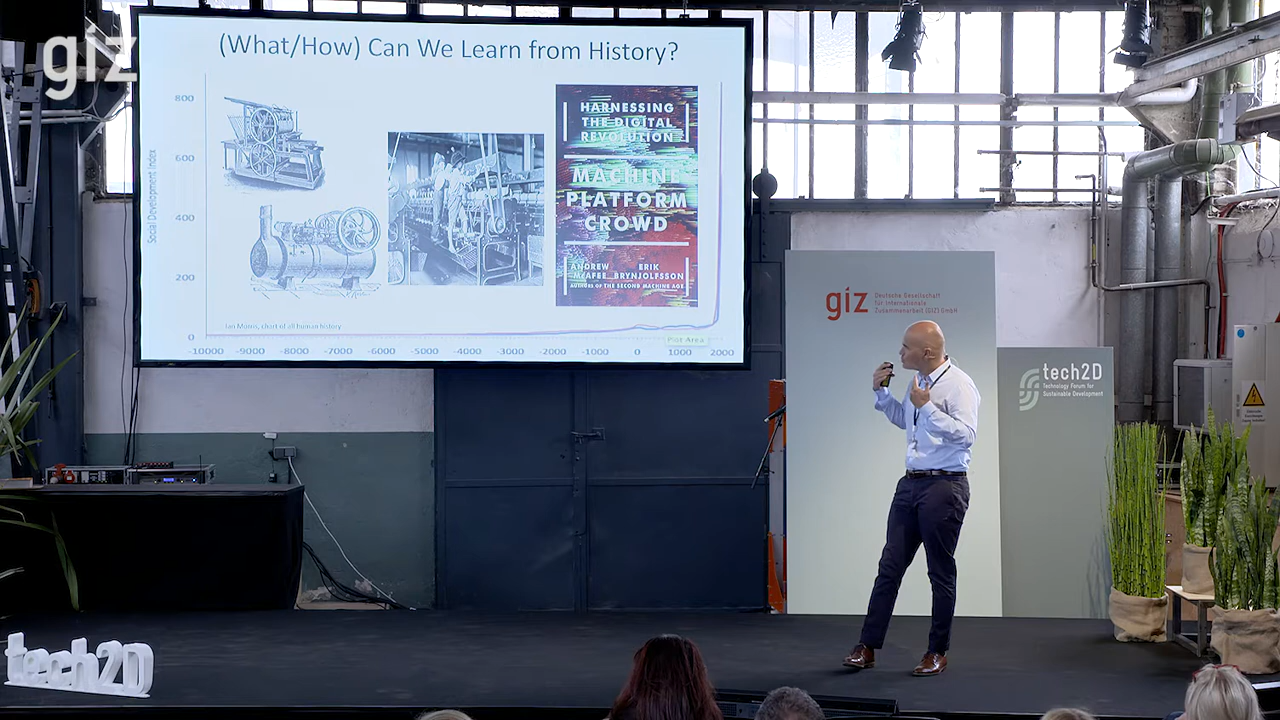 giz
(What/How) Can We Learn from History?
800
600
400
200
0
Social Development Index
HARNESSING
THE DIGITAL
REVOLUTION
MACHINE
PLATFORM
CROWD
ANDREW ERIK
McAFEE BRYNJOLFSSON
AUTHORS OF THE SECOND MACHINE AGE
Ian Morris, chart of all human history
Plot Area
-10000 -9000 -8000 -7000 -6000 -5000 -4000 -3000 -2000 -1000 0 1000 2000
giz
Deutsche Gesellschaft
für Internationale
Zusammenarbeit (GIZ) GmbH
tech2D
Technology Forum for
Sustainable Development
tech2D